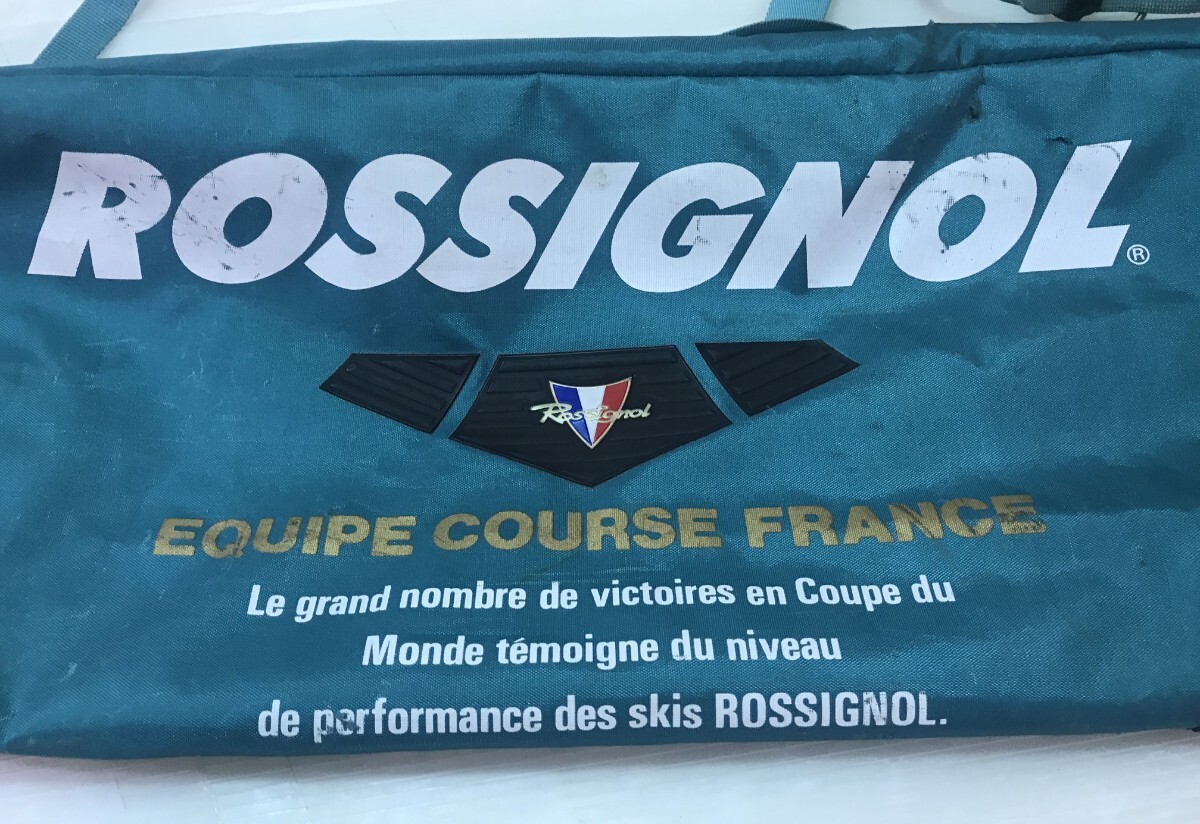 ROSSIGNOL®
Rossignol
EQUIPE COURSE FRANCE
Le grand nombre de victoires en Coupe du
Monde témoigne du niveau
de performance des skis ROSSIGNOL.